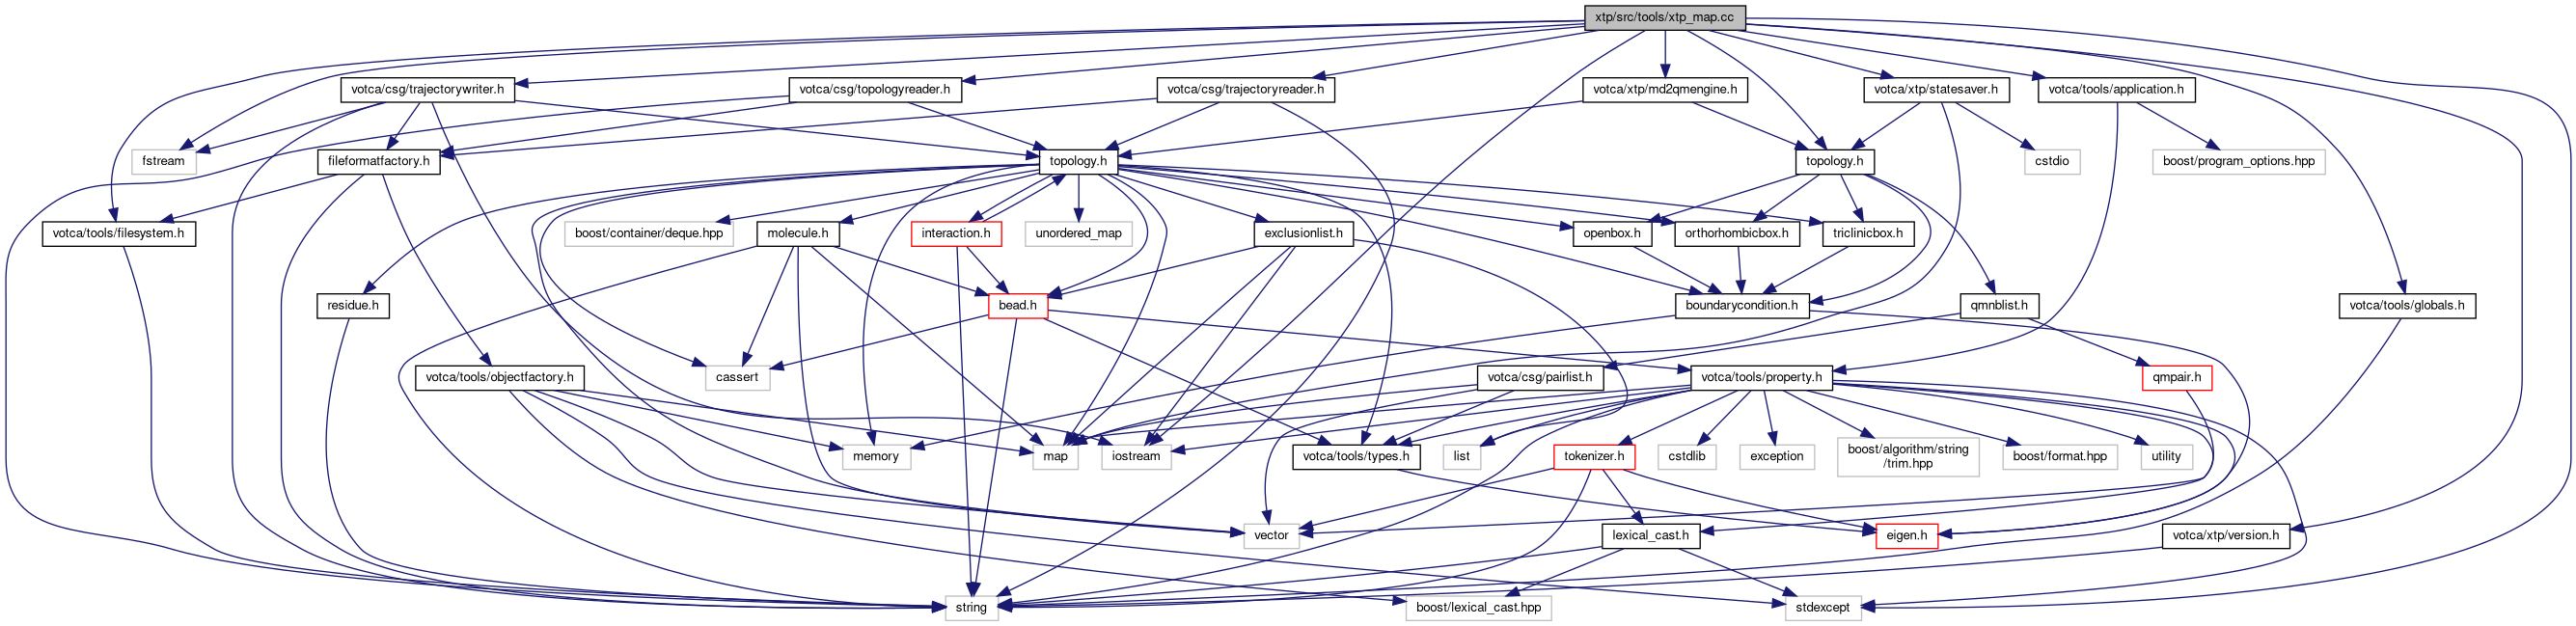 xtp/src/tools/xtp_map.cc
votca/csg/trajectorywriter.h
votca/csg/topologyreader.h
votca/csg/trajectoryreader.h
votca/xtp/md2qmengine.h
votca/xtp/statesaver.h
votca/tools/application.h
fstream
fileformatfactory.h
topology.h
topology.h
cstdio
boost/program_options.hpp
votca/tools/filesystem.h
boost/container/deque.hpp
molecule.h
interaction.h
unordered_map
exclusionlist.h
openbox.h
orthorhombicbox.h
triclinicbox.h
residue.h
bead.h
boundarycondition.h
qmnblist.h
votca/tools/globals.h
votca/tools/objectfactory.h
cassert
votca/csg/pairlist.h
votca/tools/property.h
qmpair.h
memory
map
iostream
votca/tools/types.h
list
tokenizer.h
cstdlib
exception
boost/algorithm/string
/trim.hpp
boost/format.hpp
utility
vector
lexical_cast.h
eigen.h
votca/xtp/version.h
string
boost/lexical_cast.hpp
stdexcept